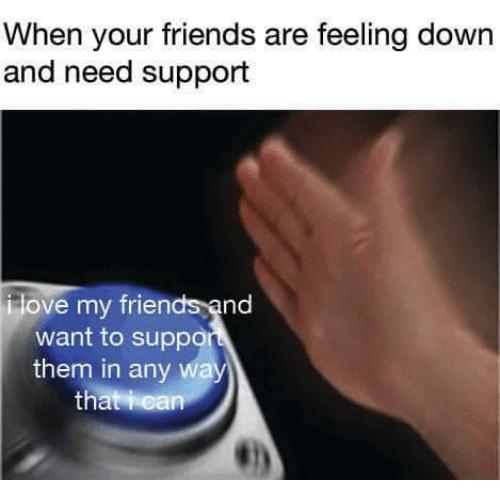 When your friends are feeling down
and need support
i love my friends and
want to support
them in any way
that i can